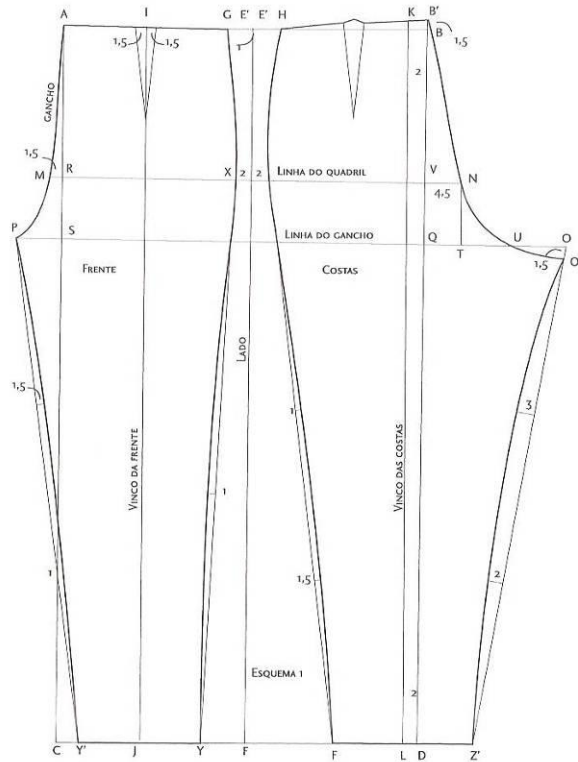 A I G E' E' H K B'
B
1,5 1,5 1 1,5
2
GANCHO
1,5
M R X 2 2 LINHA DO QUADRIL V N
4,5
P S LINHA DO GANCHO Q T U O
1,5 O
FRENTE COSTAS
LADO
1,5 1 3
VINCO DA FRENTE VINCO DAS COSTAS
1
1 1,5 2
ESQUEMA 1
2
C Y' J Y F F L D Z'